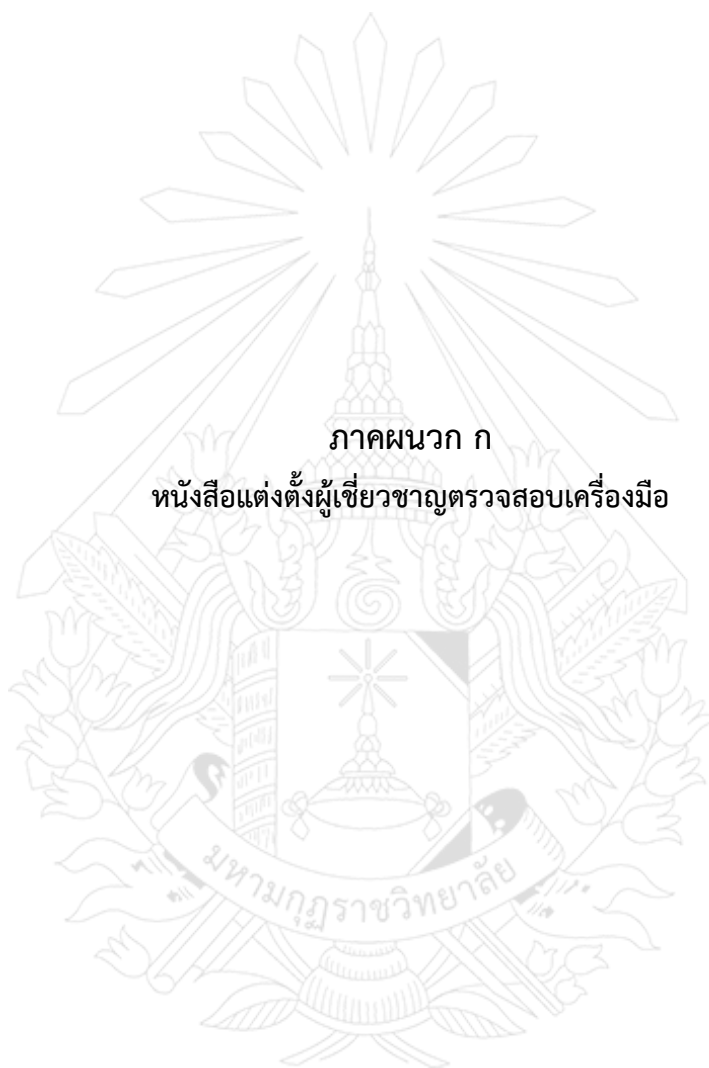 ภาคผนวก ก
หนังสือแต่งตั้งผู้เชี่ยวชาญตรวจสอบเครื่องมือ
มหามกุฏราชวิทยาลัย